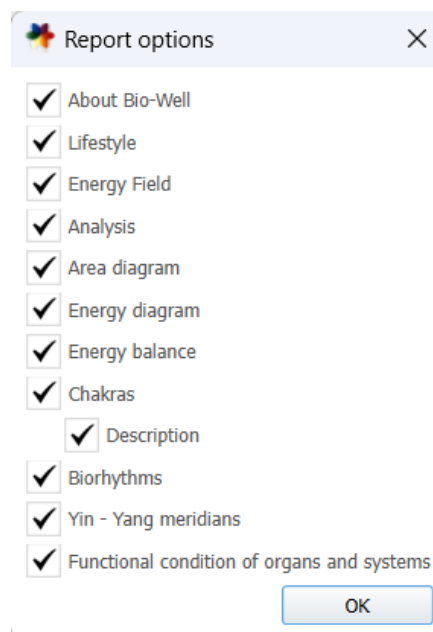 Report options
About Bio-Well
Lifestyle
Energy Field
Analysis
Area diagram
Energy diagram
Energy balance
Chakras
Description
Biorhythms
Yin - Yang meridians
Functional condition of organs and systems
OK